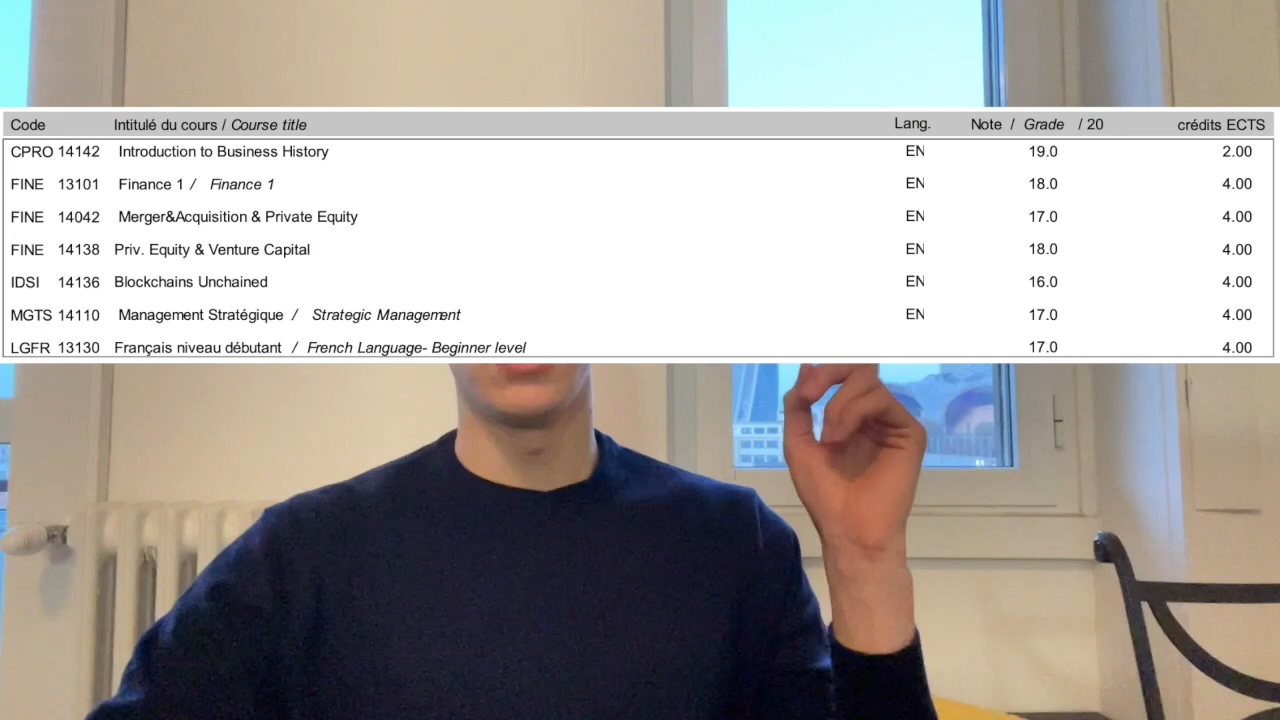 Code Intitulé du cours / Course title Lang. Note / Grade / 20 crédits ECTS
CPRO 14142 Introduction to Business History EN 19.0 2.00
FINE 13101 Finance 1 / Finance 1 EN 18.0 4.00
FINE 14042 Merger&Acquisition & Private Equity EN 17.0 4.00
FINE 14138 Priv. Equity & Venture Capital EN 18.0 4.00
IDSI 14136 Blockchains Unchained EN 16.0 4.00
MGTS 14110 Management Stratégique / Strategic Management EN 17.0 4.00
LGFR 13130 Français niveau débutant / French Language- Beginner level 17.0 4.00